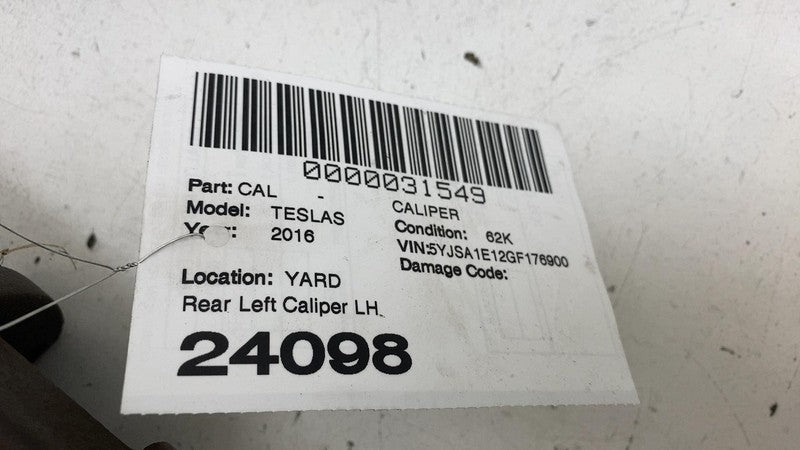 0000031549
Part: CAL - CALIPER
Model: TESLAS Condition: 62K
Year: 2016 VIN:5YJSA1E12GF176900
Damage Code:
Location: YARD
Rear Left Caliper LH
24098